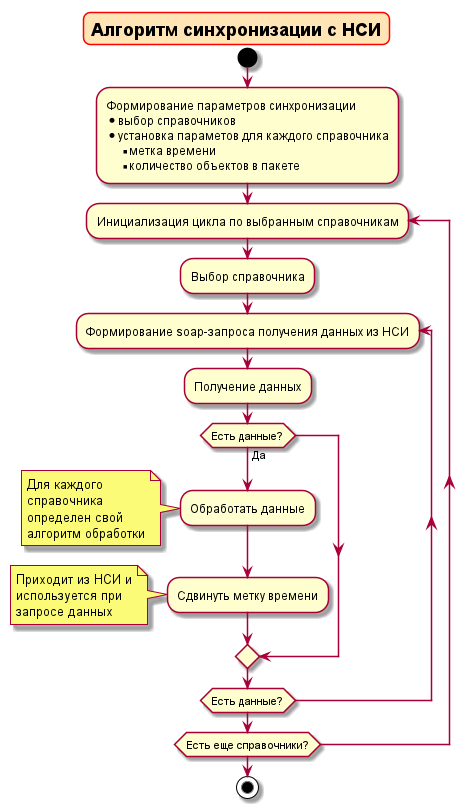 Алгоритм синхронизации с НСИ
Формирование параметров синхронизации
• выбор справочников
• установка параметов для каждого справочника
▪ метка времени
▪ количество объектов в пакете
Инициализация цикла по выбранным справочникам
Выбор справочника
Формирование soap-запроса получения данных из НСИ
Получение данных
Есть данные?
Да
Для каждого
справочника
определен свой
алгоритм обработки
Обработать данные
Приходит из НСИ и
используется при
запросе данных
Сдвинуть метку времени
Есть данные?
Есть еще справочники?